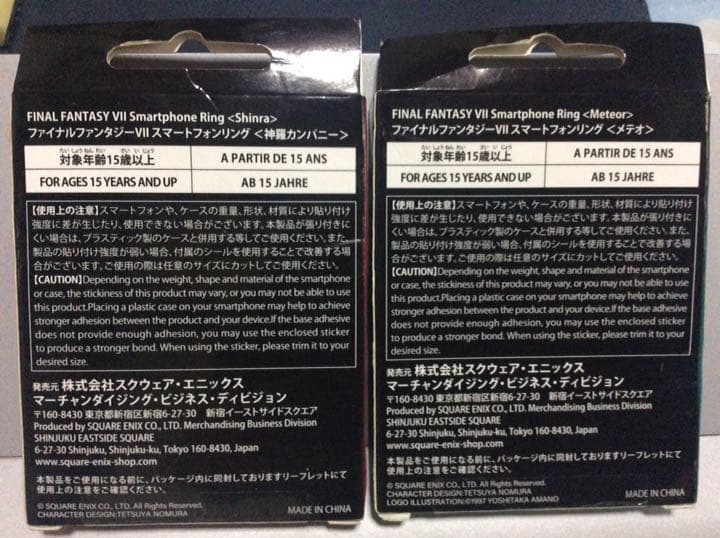 FINAL FANTASY VII Smartphone Ring <Shinra>
ファイナルファンタジーVII スマートフォンリング <神羅カンパニー>
たい しょう ねん れい さい い じょう
対象年齢15歳以上
A PARTIR DE 15 ANS
FOR AGES 15 YEARS AND UP
AB 15 JAHRE
【使用上の注意】スマートフォンや、ケースの重量、形状、材質により貼り付け
強度に差が生じたり、使用できない場合がございます。本製品が張り付きに
くい場合は、プラスティック製のケースと併用する等してご使用ください。また、
製品の貼り付け強度が弱い場合、付属のシールを使用することで改善する場
合がございます。ご使用の際は任意のサイズにカットしてご使用ください。
【CAUTION】Depending on the weight, shape and material of the smartphone
or case, the stickiness of this product may vary, or you may not be able to use
this product.Placing a plastic case on your smartphone may help to achieve
stronger adhesion between the product and your device.If the base adhesive
does not provide enough adhesion, you may use the enclosed sticker
to produce a stronger bond. When using the sticker, please trim it to your
desired size.
発売元 株式会社スクウェア・エニックス
マーチャンダイジング・ビジネス・ディビジョン
〒160-8430 東京都新宿区新宿6-27-30 新宿イーストサイドスクエア
Produced by SQUARE ENIX CO., LTD. Merchandising Business Division
SHINJUKU EASTSIDE SQUARE
6-27-30 Shinjuku, Shinjuku-ku, Tokyo 160-8430, Japan
www.square-enix-shop.com
本製品をご使用になる前に、パッケージ内に同封しておりますリーフレットにて
使用上の注意をご確認ください。
© SQUARE ENIX CO., LTD. All Rights Reserved.
CHARACTER DESIGN:TETSUYA NOMURA
MADE IN CHINA
FINAL FANTASY VII Smartphone Ring <Meteor>
ファイナルファンタジーVII スマートフォンリング <メテオ>
たい しょう ねん れい さい い じょう
対象年齢15歳以上
A PARTIR DE 15 ANS
FOR AGES 15 YEARS AND UP
AB 15 JAHRE
【使用上の注意】スマートフォンや、ケースの重量、形状、材質により貼り付け
強度に差が生じたり、使用できない場合がございます。本製品が張り付きに
くい場合は、プラスティック製のケースと併用する等してご使用ください。また、
製品の貼り付け強度が弱い場合、付属のシールを使用することで改善する場
合がございます。ご使用の際は任意のサイズにカットしてご使用ください。
【CAUTION】Depending on the weight, shape and material of the smartphone
or case, the stickiness of this product may vary, or you may not be able to use
this product.Placing a plastic case on your smartphone may help to achieve
stronger adhesion between the product and your device.If the base adhesive
does not provide enough adhesion, you may use the enclosed sticker
to produce a stronger bond. When using the sticker, please trim it to your
desired size.
発売元 株式会社スクウェア・エニックス
マーチャンダイジング・ビジネス・ディビジョン
〒160-8430 東京都新宿区新宿6-27-30 新宿イーストサイドスクエア
Produced by SQUARE ENIX CO., LTD. Merchandising Business Division
SHINJUKU EASTSIDE SQUARE
6-27-30 Shinjuku, Shinjuku-ku, Tokyo 160-8430, Japan
www.square-enix-shop.com
本製品をご使用になる前に、パッケージ内に同封しておりますリーフレットにて
使用上の注意をご確認ください。
© SQUARE ENIX CO., LTD. All Rights Reserved.
CHARACTER DESIGN:TETSUYA NOMURA
LOGO ILLUSTRATION:©1997 YOSHITAKA AMANO
MADE IN CHINA